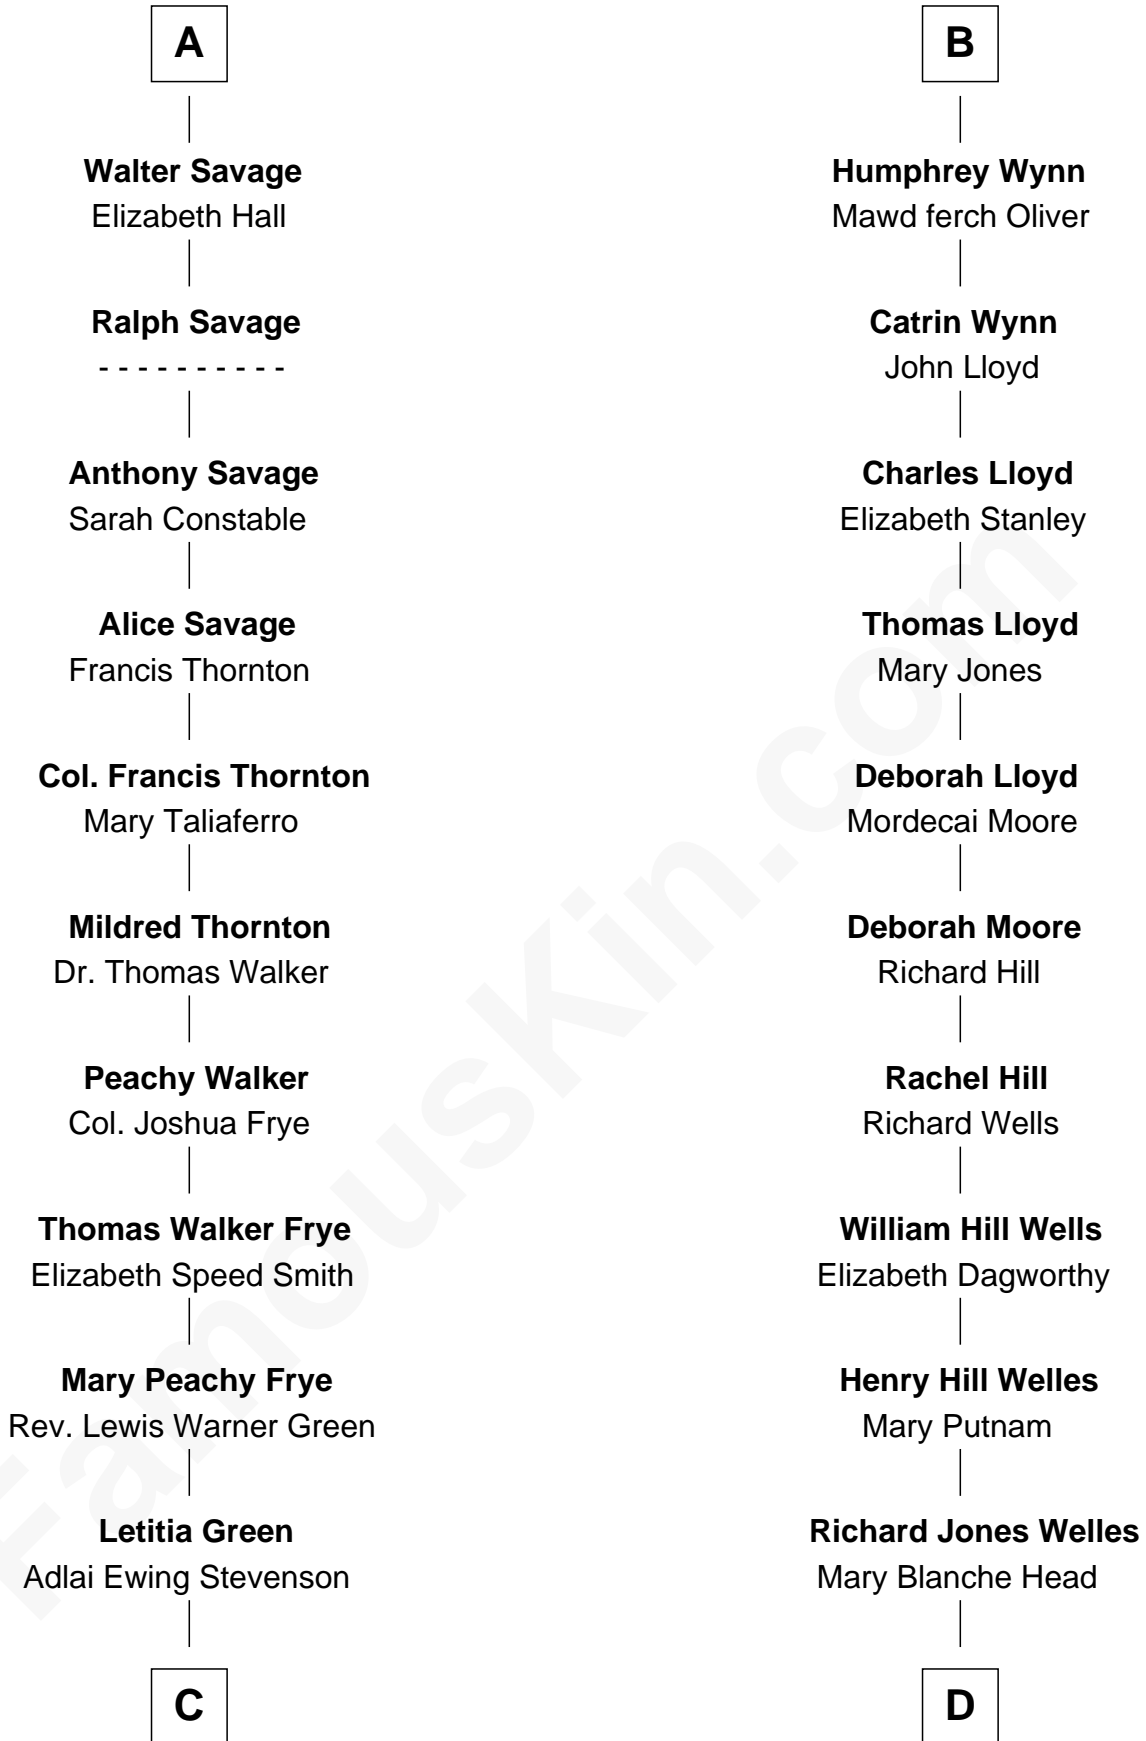 A
Walter Savage
Elizabeth Hall
Ralph Savage
- - - - - - - - - -
Anthony Savage
Sarah Constable
Alice Savage
Francis Thornton
Col. Francis Thornton
Mary Taliaferro
Mildred Thornton
Dr. Thomas Walker
Peachy Walker
Col. Joshua Frye
Thomas Walker Frye
Elizabeth Speed Smith
Mary Peachy Frye
Rev. Lewis Warner Green
Letitia Green
Adlai Ewing Stevenson
C
B
Humphrey Wynn
Mawd ferch Oliver
Catrin Wynn
John Lloyd
Charles Lloyd
Elizabeth Stanley
Thomas Lloyd
Mary Jones
Deborah Lloyd
Mordecai Moore
Deborah Moore
Richard Hill
Rachel Hill
Richard Wells
William Hill Wells
Elizabeth Dagworthy
Henry Hill Welles
Mary Putnam
Richard Jones Welles
Mary Blanche Head
D
FamousKin.com